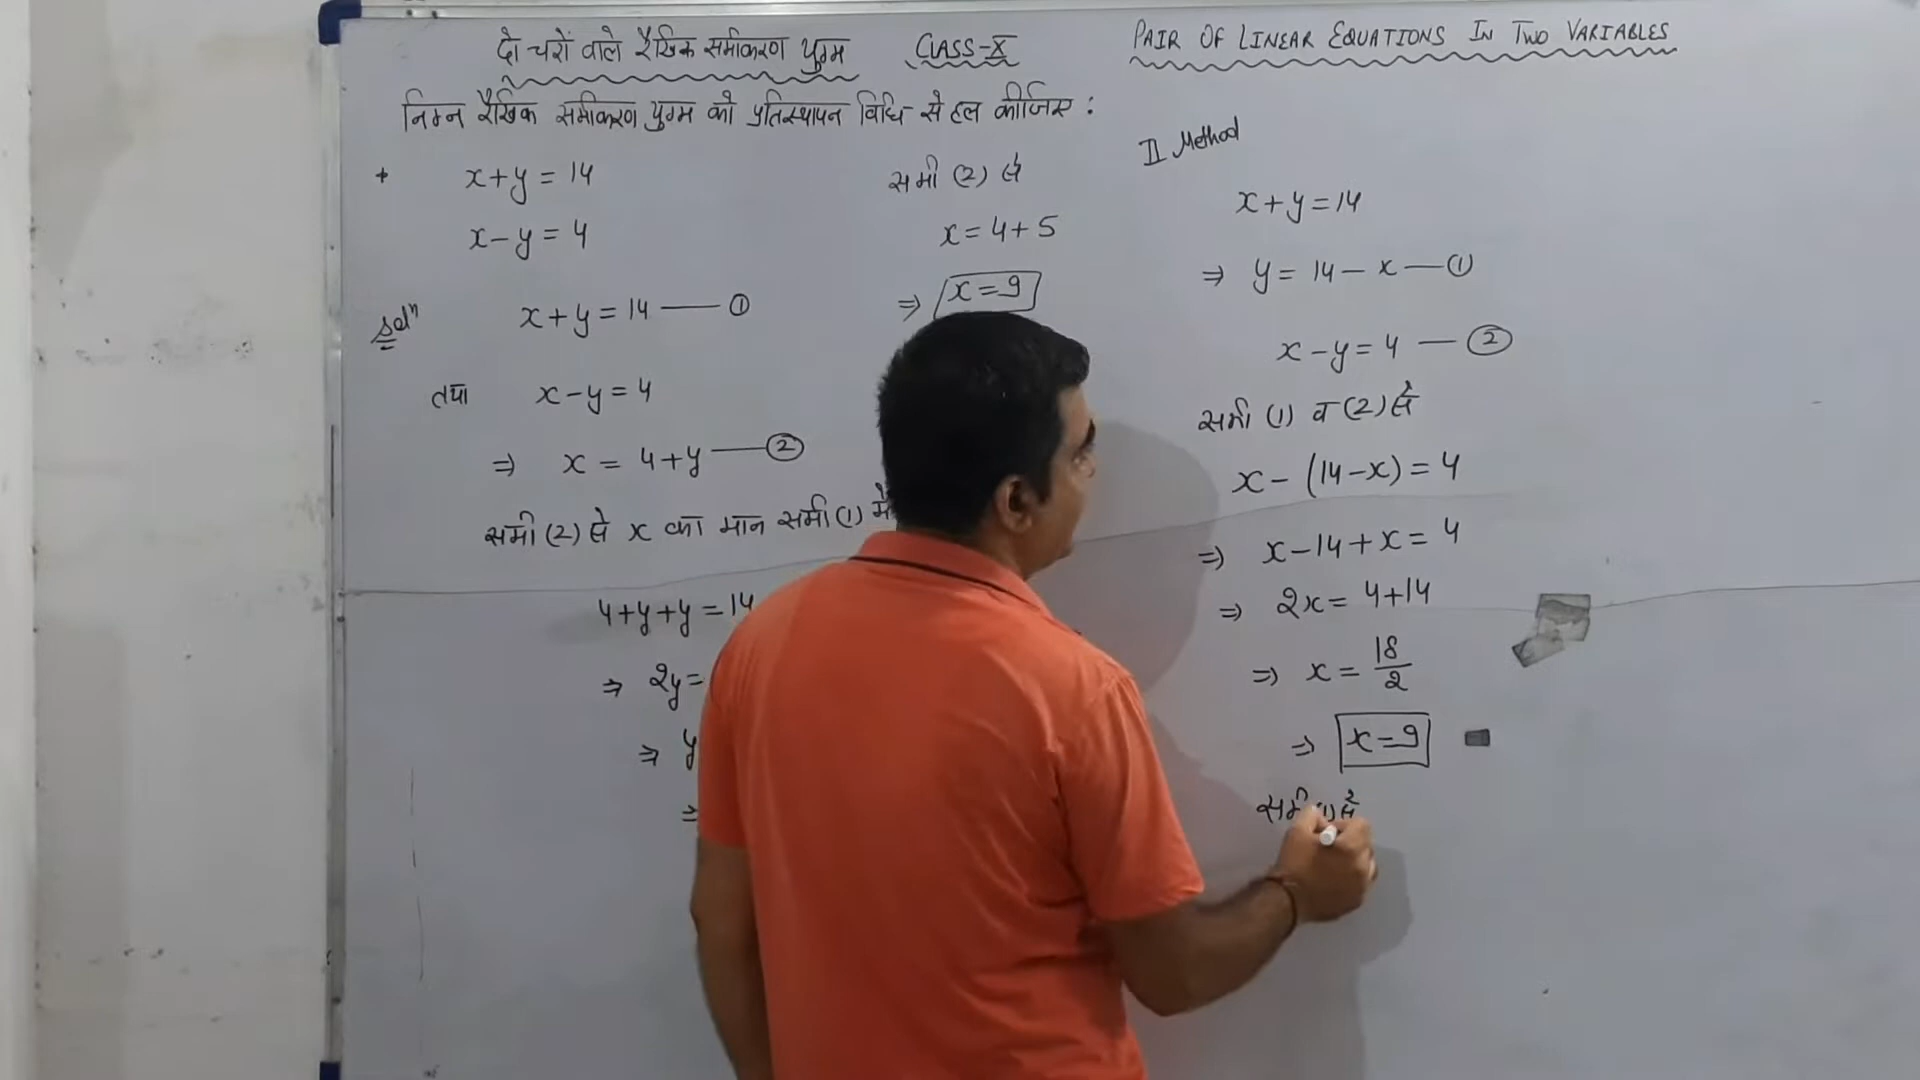 दो चरों वाले रैखिक समीकरण युग्म CLASS-X PAIR OF LINEAR EQUATIONS IN TWO VARIABLES
निम्न रैखिक समीकरण युग्म को प्रतिस्थापन विधि से हल कीजिए :
x+y = 14
x-y = 4
Solⁿ x+y = 14 — ①
तथा x-y = 4
⇒ x = 4+y — ②
समी (2) से x का मान समी (1) में
4+y+y = 14
⇒ 2y=
⇒ y
⇒
समी (2) से
x = 4+5
⇒ x=9
II Method
x+y=14
⇒ y = 14-x — ①
x-y=4 — ②
समी (1) व (2) से
x-(14-x) = 4
⇒ x-14+x = 4
⇒ 2x = 4+14
⇒ x = 18/2
⇒ x=9
समी (1) से